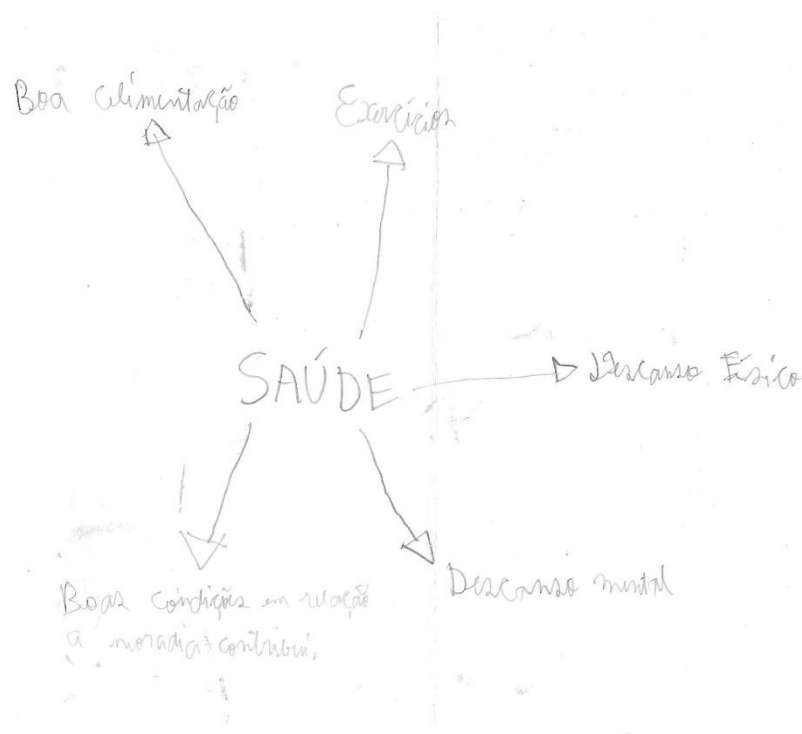 Boa alimentação
Exercícios
SAÚDE
Descanso Físico
Descanso mental
Boas condições em relação
a moradia contribui.